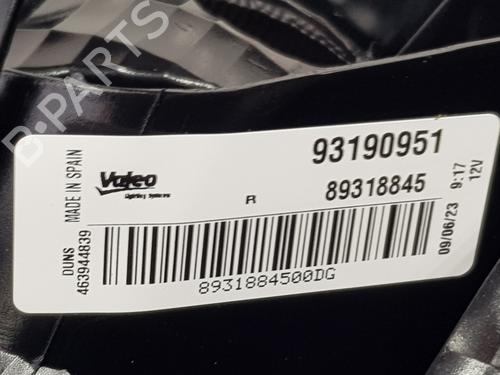 B-PARTS
93190951
Valeo
lighting systems
R
89318845
8931884500DG
MADE IN SPAIN
DUNS
463944839
09/06/23 9:17
12V